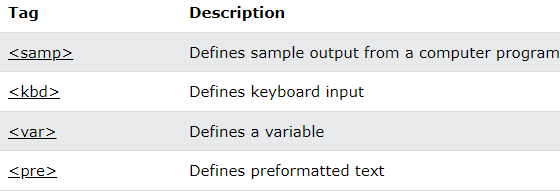 Tag Description
<samp> Defines sample output from a computer program
<kbd> Defines keyboard input
<var> Defines a variable
<pre> Defines preformatted text